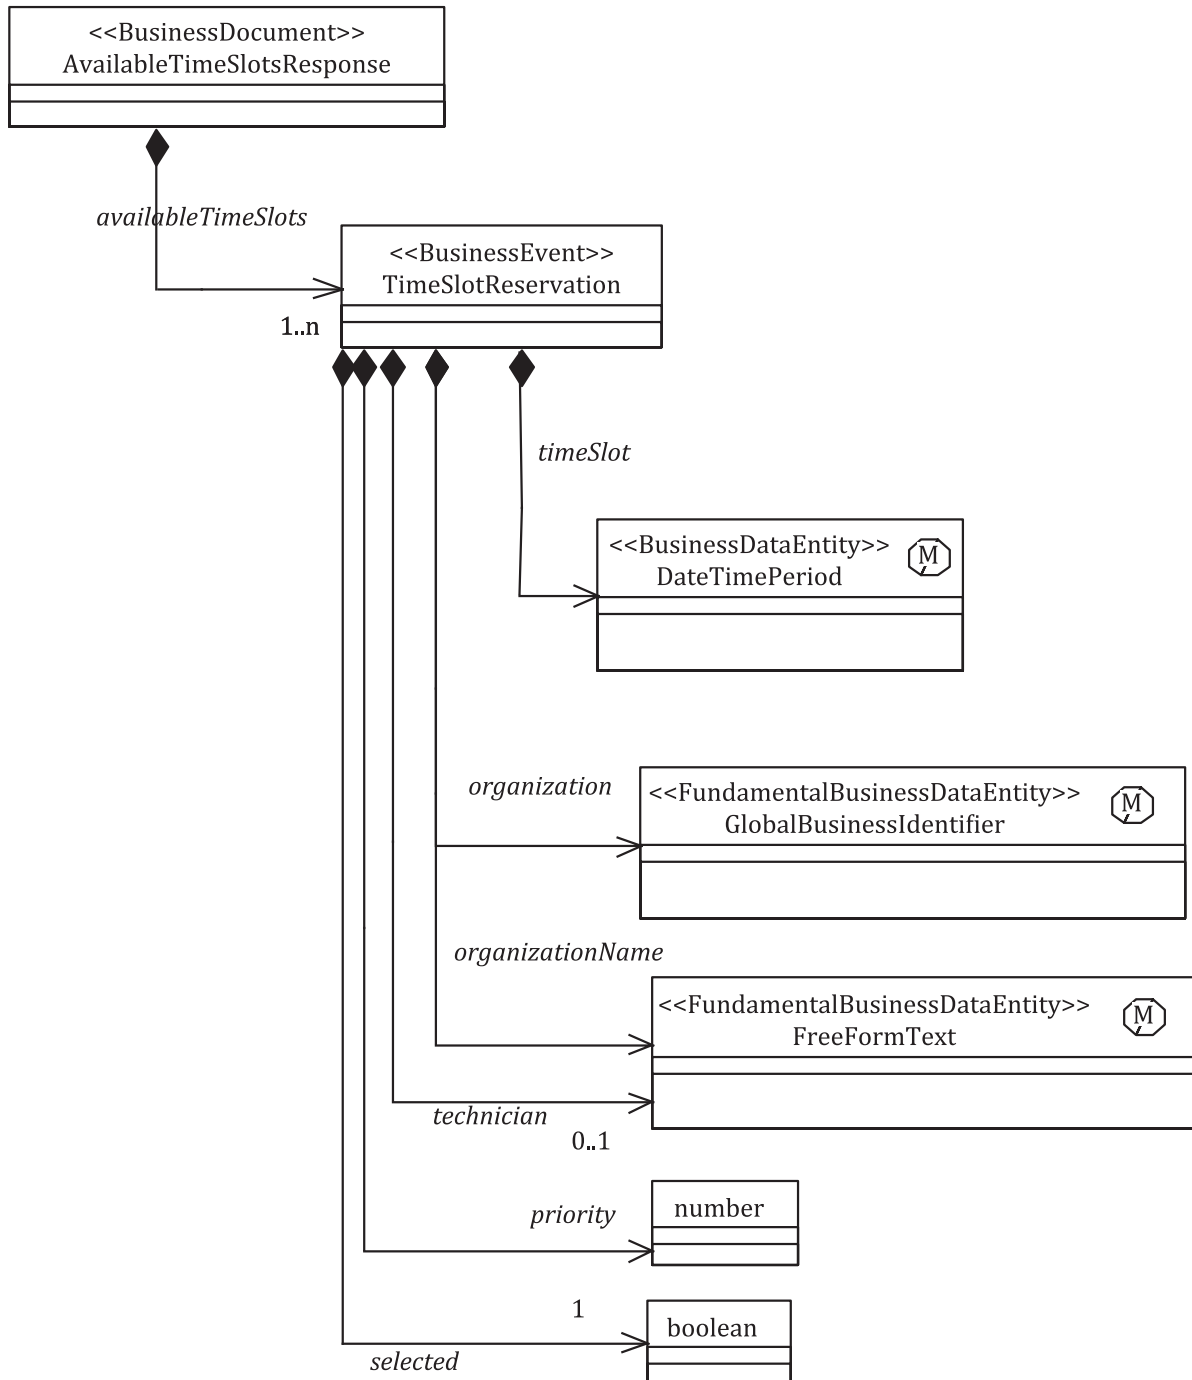 <<BusinessDocument>>
AvailableTimeSlotsResponse
availableTimeSlots
<<BusinessEvent>>
TimeSlotReservation
1..n
timeSlot
<<BusinessDataEntity>>
M
DateTimePeriod
organization
<<FundamentalBusinessDataEntity>>
M
GlobalBusinessIdentifier
organizationName
<<FundamentalBusinessDataEntity>>
M
FreeFormText
technician
0..1
priority
number
1
boolean
selected